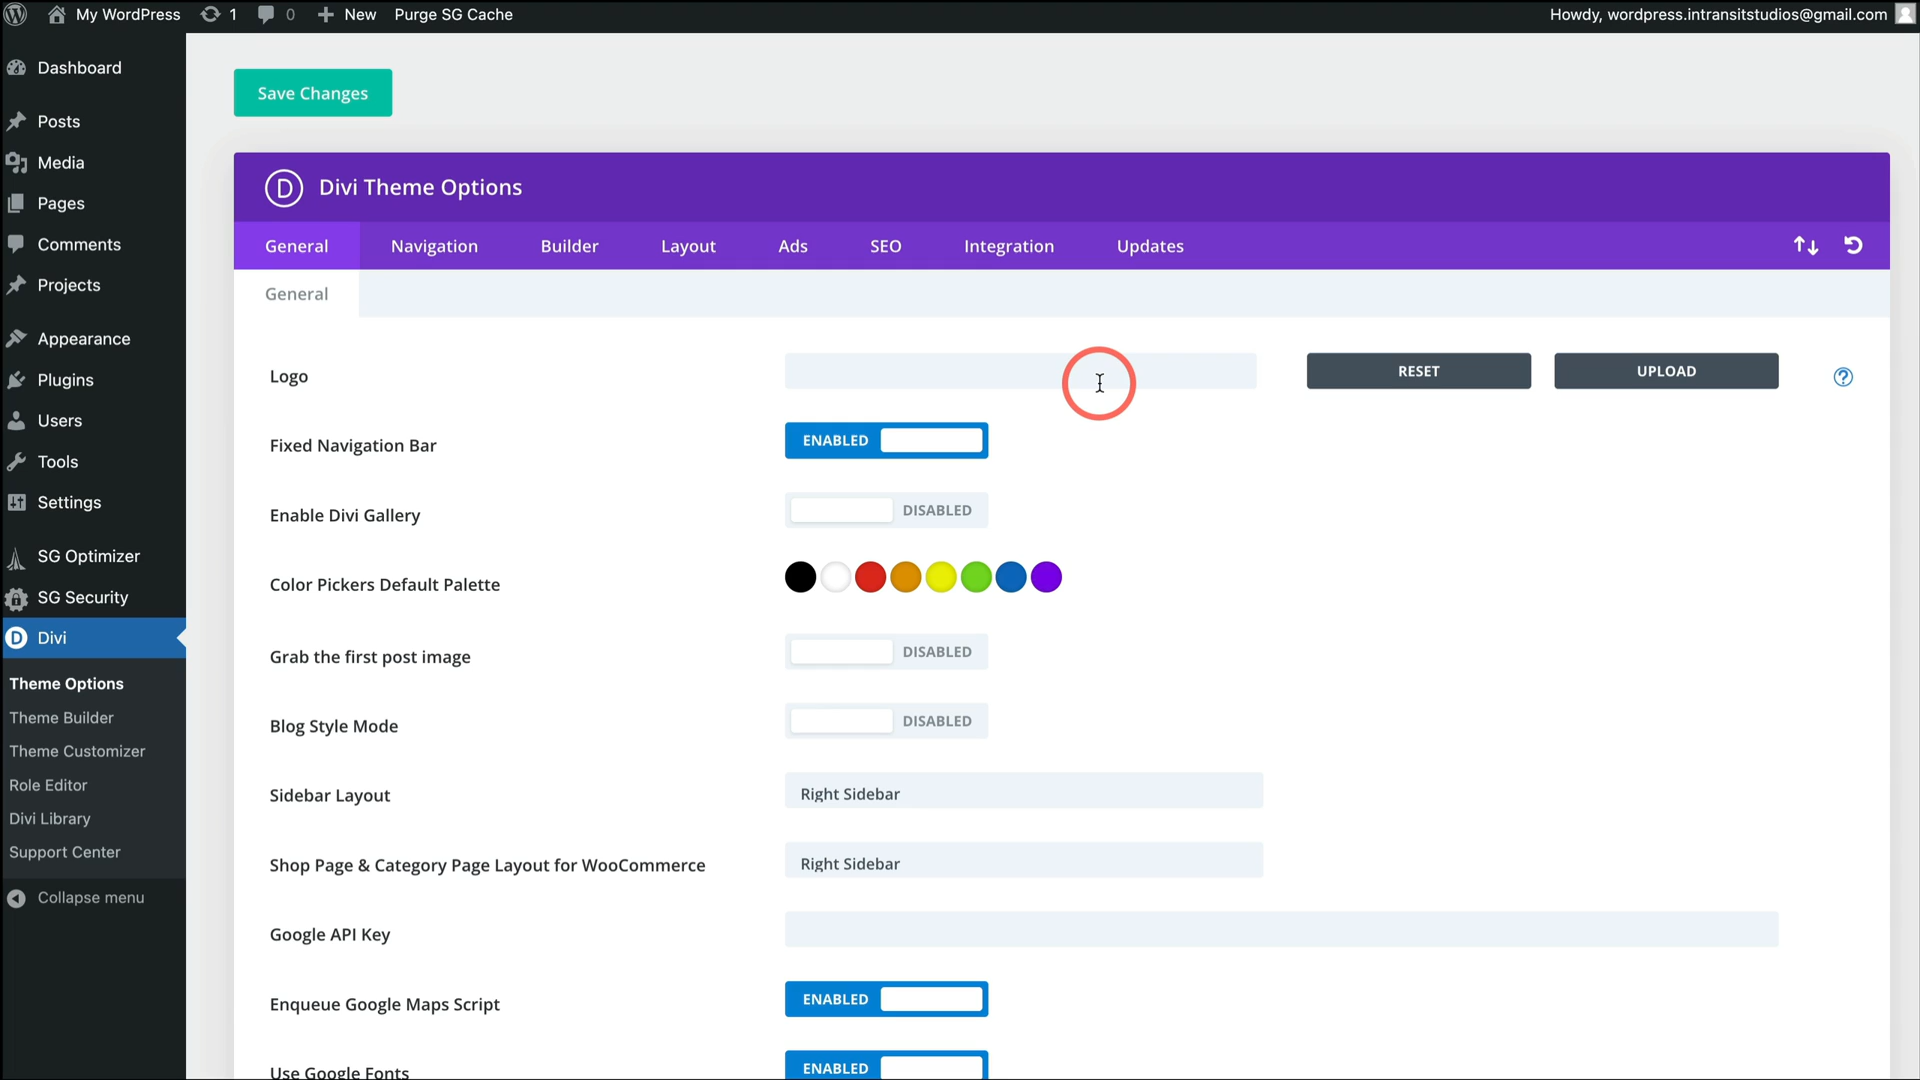 My WordPress 1 0 New Purge SG Cache Howdy, wordpress.intransitstudios@gmail.com
Dashboard
Posts
Media
Pages
Comments
Projects
Appearance
Plugins
Users
Tools
Settings
SG Optimizer
SG Security
D Divi
Theme Options
Theme Builder
Theme Customizer
Role Editor
Divi Library
Support Center
Collapse menu
Save Changes
D Divi Theme Options
General Navigation Builder Layout Ads SEO Integration Updates
General
Logo RESET UPLOAD ?
Fixed Navigation Bar ENABLED
Enable Divi Gallery DISABLED
Color Pickers Default Palette
Grab the first post image DISABLED
Blog Style Mode DISABLED
Sidebar Layout Right Sidebar
Shop Page & Category Page Layout for WooCommerce Right Sidebar
Google API Key
Enqueue Google Maps Script ENABLED
Use Google Fonts ENABLED